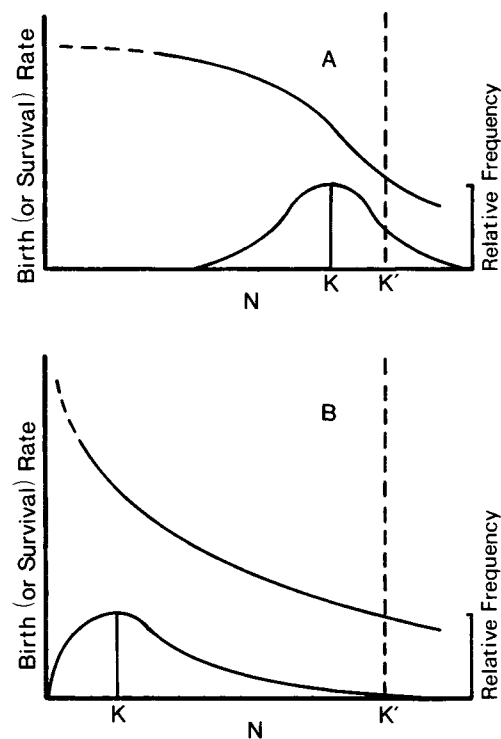 Birth (or Survival) Rate
A
Relative Frequency
K
K′
N
Birth (or Survival) Rate
B
Relative Frequency
K
K′
N